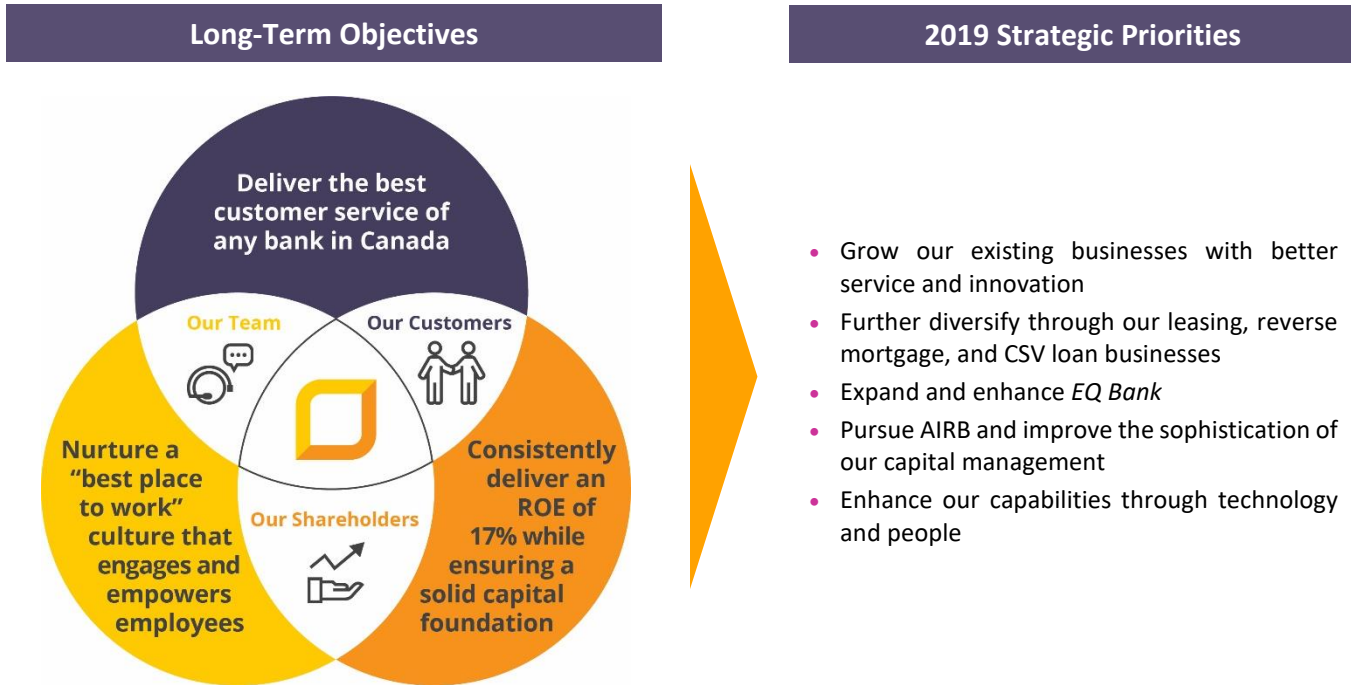 Long-Term Objectives
Deliver the best
customer service of
any bank in Canada
Our Team
Our Customers
Nurture a
“best place
to work”
culture that
engages and
empowers
employees
Consistently
deliver an
ROE of
17% while
ensuring a
solid capital
foundation
Our Shareholders
2019 Strategic Priorities
• Grow our existing businesses with better
service and innovation
• Further diversify through our leasing, reverse
mortgage, and CSV loan businesses
• Expand and enhance EQ Bank
• Pursue AIRB and improve the sophistication of
our capital management
• Enhance our capabilities through technology
and people